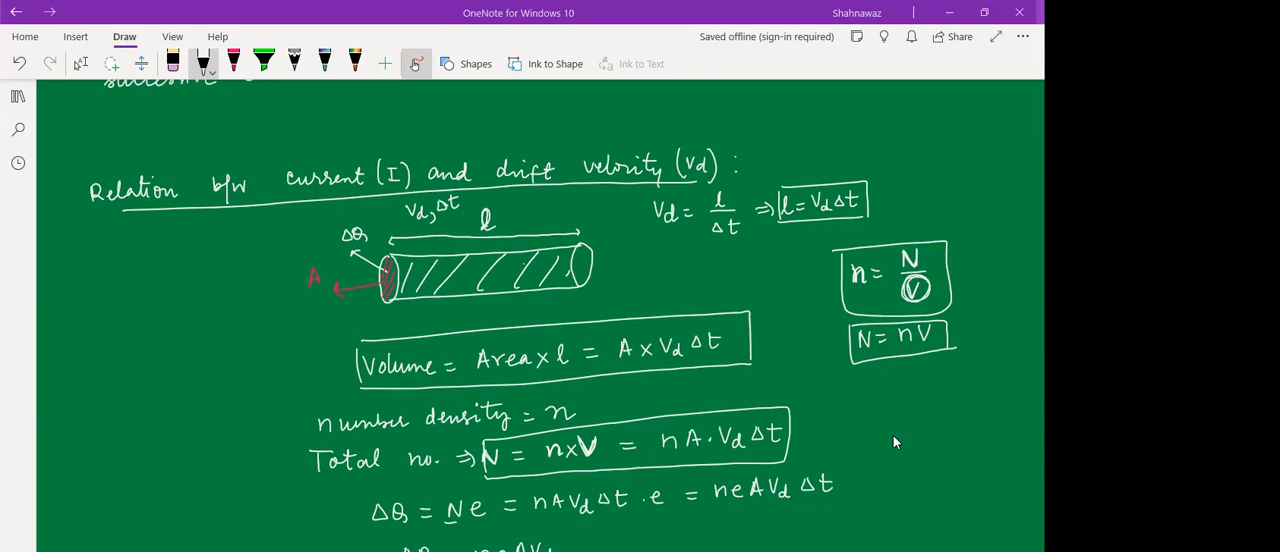 OneNote for Windows 10
Shahnawaz
Home Insert Draw View Help
Saved offline (sign-in required)
Share
Shapes
Ink to Shape
Ink to Text
Relation b/w current (I) and drift velocity (Vd) :
Vd, Δt
l
ΔQ
A
Vd = l/Δt ⇒ l = Vd Δt
n = N/V
N = nV
Volume = Area × l = A × Vd Δt
number density = n
Total no. ⇒ N = n×V = nA·Vd Δt
ΔQ = Ne = nAVd Δt · e = neAVd Δt